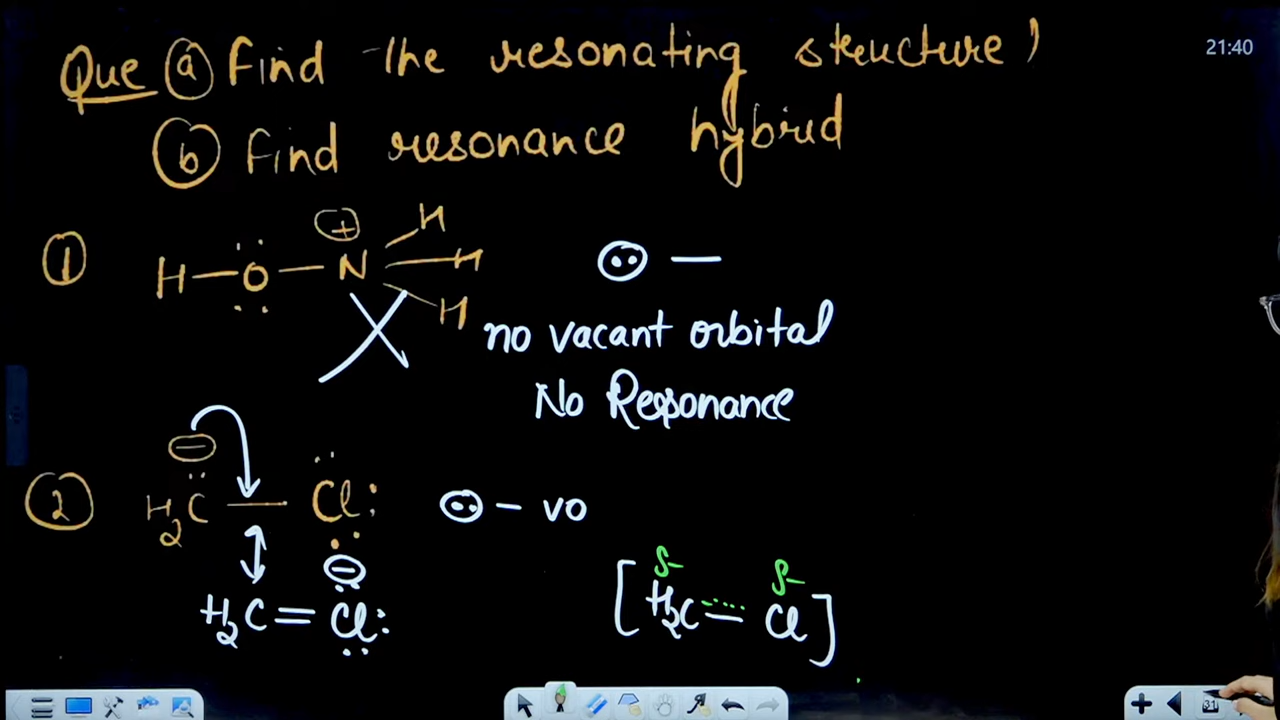 Que (a) Find the resonating structure)
21:40
(b) Find resonance hybrid
① H–Ö–N⊕ H H H
·· —
no vacant orbital
No Resonance
② H₂C̈⊖ — Cl:
·· – VO
H₂C = Cl: ⊖
[H₂C ⋯ Cl] δ– δ–
31